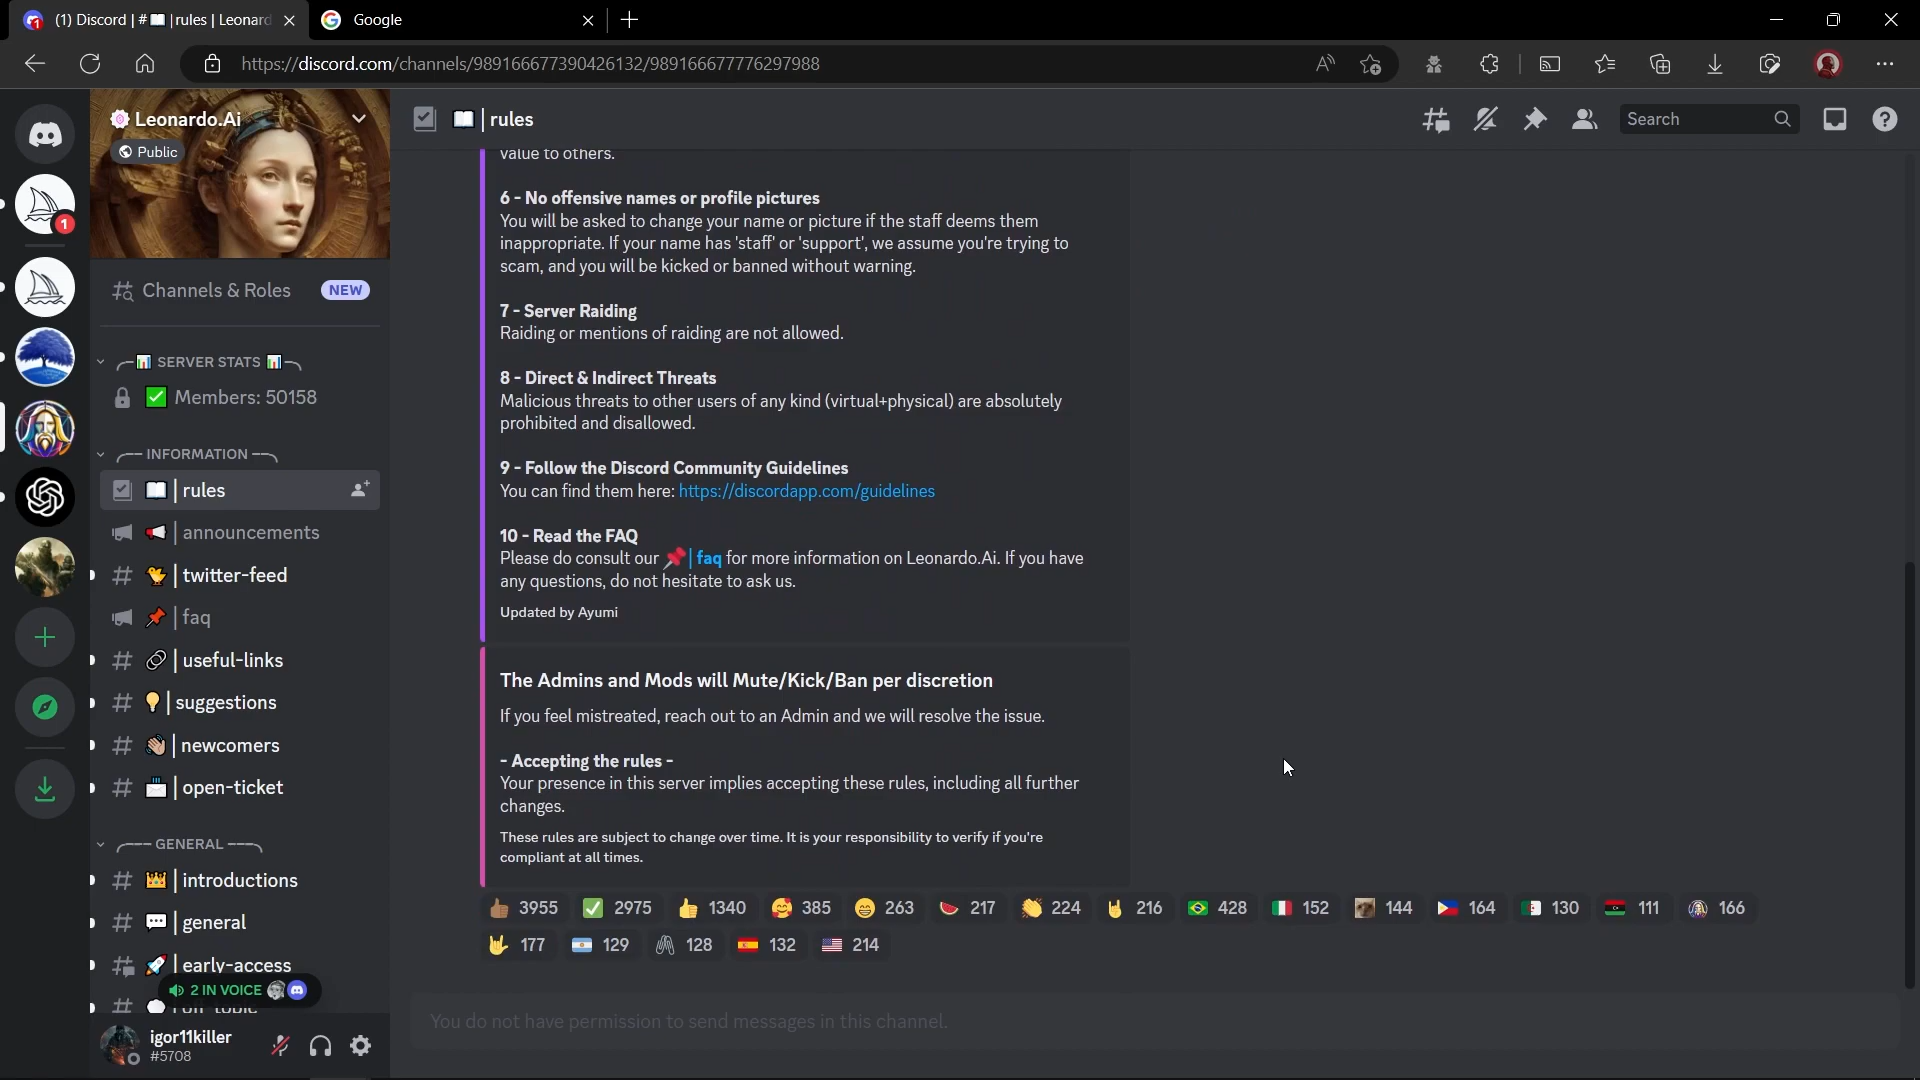 (1) Discord | # |rules | Leonard
Google
https://discord.com/channels/989166677390426132/989166677776297988
Leonardo.Ai
Public
| rules
Search
Channels & Roles NEW
SERVER STATS
Members: 50158
INFORMATION
| rules
| announcements
| twitter-feed
| faq
| useful-links
| suggestions
| newcomers
| open-ticket
GENERAL
| introductions
| general
| early-access
2 IN VOICE
igor11killer
#5708
1
value to others.
6 - No offensive names or profile pictures
You will be asked to change your name or picture if the staff deems them
inappropriate. If your name has 'staff' or 'support', we assume you're trying to
scam, and you will be kicked or banned without warning.
7 - Server Raiding
Raiding or mentions of raiding are not allowed.
8 - Direct & Indirect Threats
Malicious threats to other users of any kind (virtual+physical) are absolutely
prohibited and disallowed.
9 - Follow the Discord Community Guidelines
You can find them here: https://discordapp.com/guidelines
10 - Read the FAQ
Please do consult our | faq for more information on Leonardo.Ai. If you have
any questions, do not hesitate to ask us.
Updated by Ayumi
The Admins and Mods will Mute/Kick/Ban per discretion
If you feel mistreated, reach out to an Admin and we will resolve the issue.
- Accepting the rules -
Your presence in this server implies accepting these rules, including all further
changes.
These rules are subject to change over time. It is your responsibility to verify if you're
compliant at all times.
3955 2975 1340 385 263 217 224 216 428 152 144 164 130 111 166
177 129 128 132 214
You do not have permission to send messages in this channel.